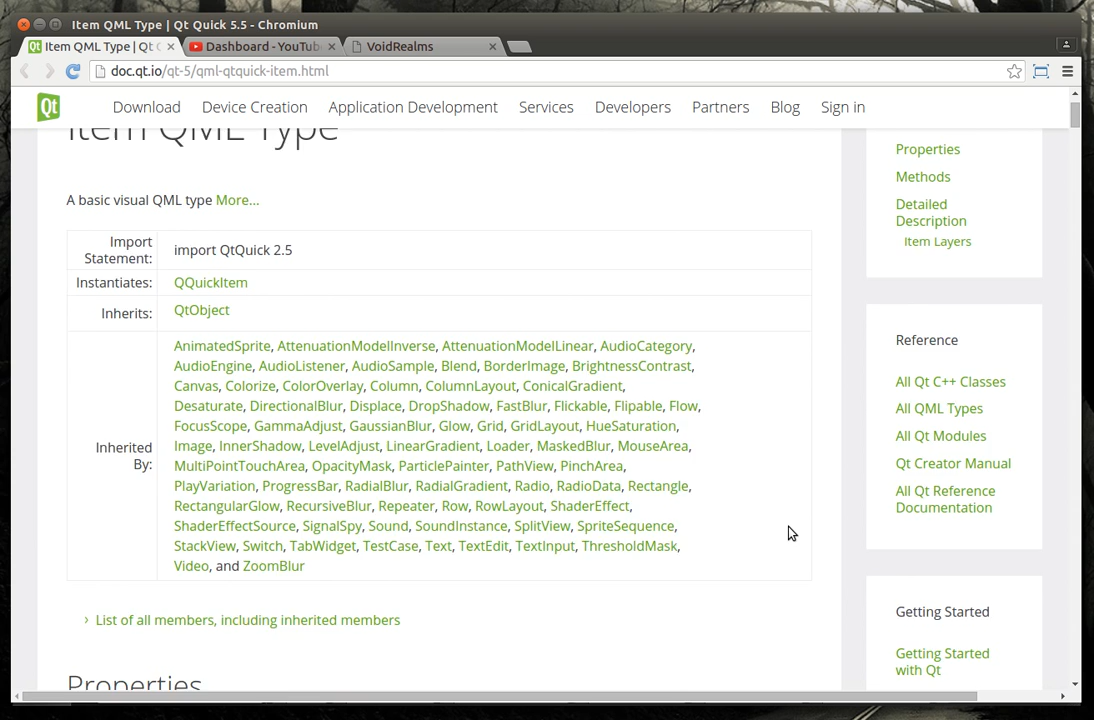 Item QML Type | Qt Quick 5.5 - Chromium
Item QML Type | Qt
Dashboard - YouTub
VoidRealms
doc.qt.io/qt-5/qml-qtquick-item.html
Qt
Download
Device Creation
Application Development
Services
Developers
Partners
Blog
Sign in
Item QML Type
A basic visual QML type More...
Import Statement:
import QtQuick 2.5
Instantiates:
QQuickItem
Inherits:
QtObject
Inherited By:
AnimatedSprite, AttenuationModelInverse, AttenuationModelLinear, AudioCategory,
AudioEngine, AudioListener, AudioSample, Blend, BorderImage, BrightnessContrast,
Canvas, Colorize, ColorOverlay, Column, ColumnLayout, ConicalGradient,
Desaturate, DirectionalBlur, Displace, DropShadow, FastBlur, Flickable, Flipable, Flow,
FocusScope, GammaAdjust, GaussianBlur, Glow, Grid, GridLayout, HueSaturation,
Image, InnerShadow, LevelAdjust, LinearGradient, Loader, MaskedBlur, MouseArea,
MultiPointTouchArea, OpacityMask, ParticlePainter, PathView, PinchArea,
PlayVariation, ProgressBar, RadialBlur, RadialGradient, Radio, RadioData, Rectangle,
RectangularGlow, RecursiveBlur, Repeater, Row, RowLayout, ShaderEffect,
ShaderEffectSource, SignalSpy, Sound, SoundInstance, SplitView, SpriteSequence,
StackView, Switch, TabWidget, TestCase, Text, TextEdit, TextInput, ThresholdMask,
Video, and ZoomBlur
› List of all members, including inherited members
Properties
Properties
Methods
Detailed
Description
Item Layers
Reference
All Qt C++ Classes
All QML Types
All Qt Modules
Qt Creator Manual
All Qt Reference
Documentation
Getting Started
Getting Started
with Qt